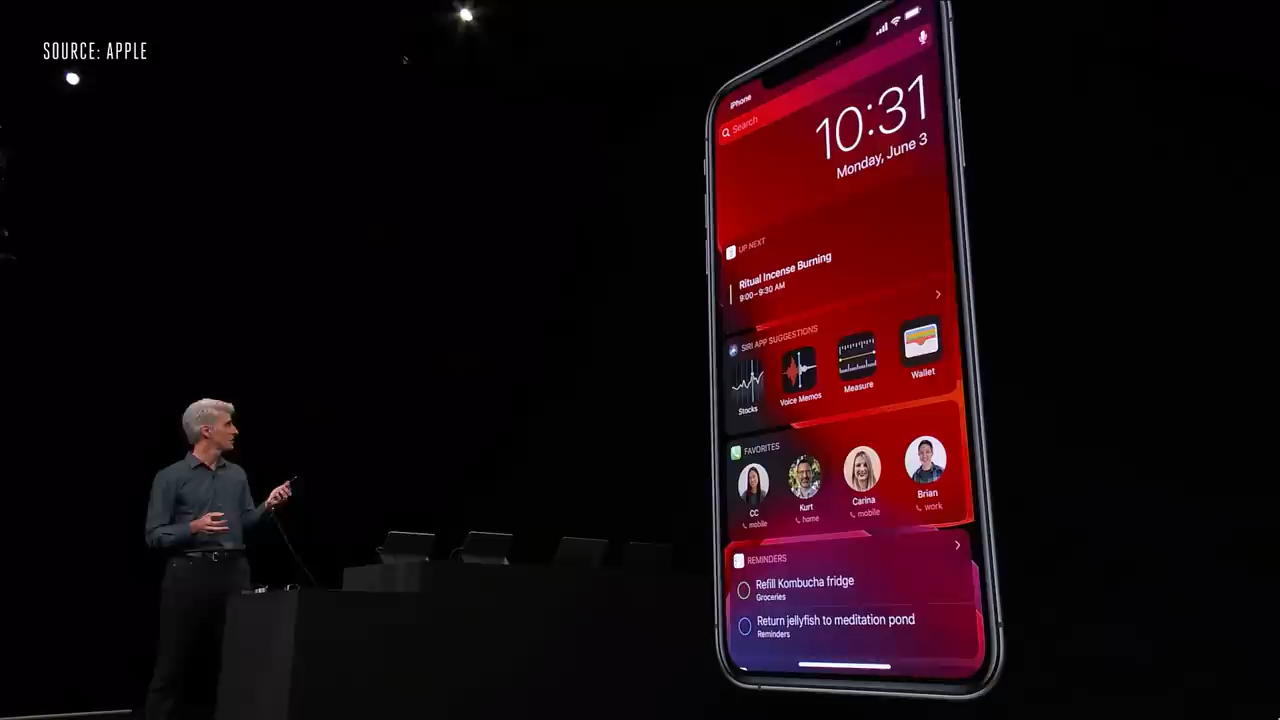 SOURCE: APPLE
iPhone
Search
10:31
Monday, June 3
UP NEXT
Ritual Incense Burning
9:00–9:30 AM
SIRI APP SUGGESTIONS
Stocks
Voice Memos
Measure
Wallet
FAVORITES
CC
mobile
Kurt
home
Carina
mobile
Brian
work
REMINDERS
Refill Kombucha fridge
Groceries
Return jellyfish to meditation pond
Reminders